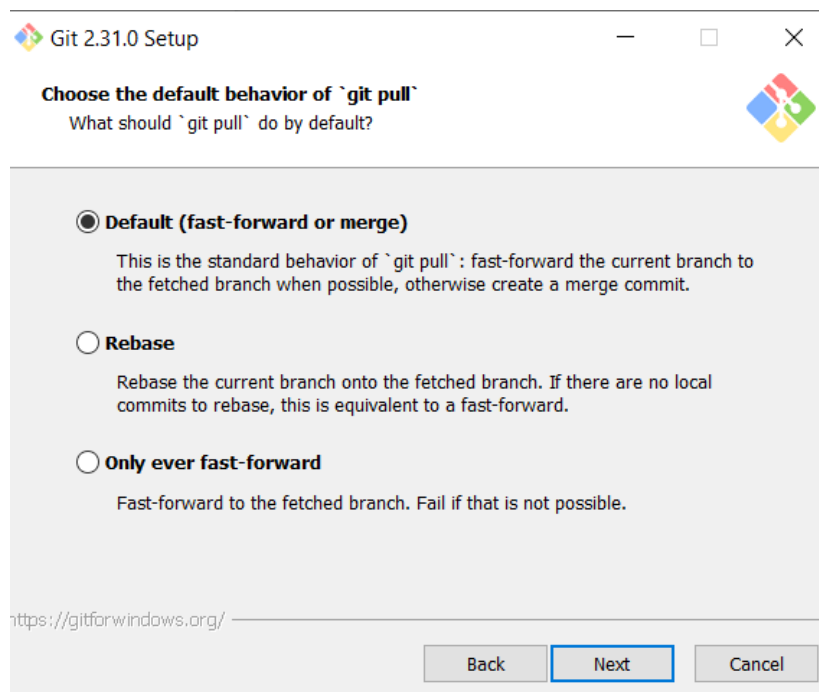 Git 2.31.0 Setup
Choose the default behavior of `git pull`
What should `git pull` do by default?
Default (fast-forward or merge)
This is the standard behavior of `git pull`: fast-forward the current branch to
the fetched branch when possible, otherwise create a merge commit.
Rebase
Rebase the current branch onto the fetched branch. If there are no local
commits to rebase, this is equivalent to a fast-forward.
Only ever fast-forward
Fast-forward to the fetched branch. Fail if that is not possible.
https://gitforwindows.org/
Back Next Cancel